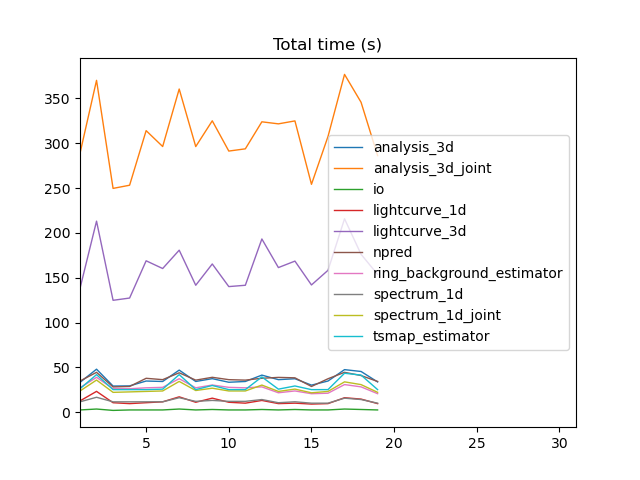 Total time (s)
350
300
250
200
150
100
50
0
analysis_3d
analysis_3d_joint
io
lightcurve_1d
lightcurve_3d
npred
ring_background_estimator
spectrum_1d
spectrum_1d_joint
tsmap_estimator
5 10 15 20 25 30